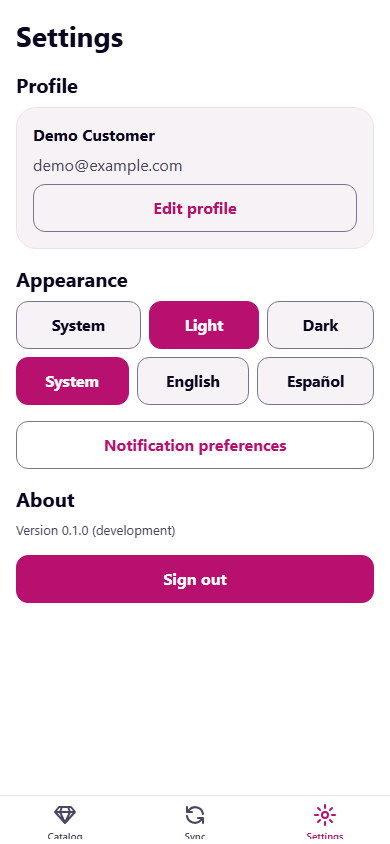 Settings
Profile
Demo Customer
demo@example.com
Edit profile
Appearance
System Light Dark
System English Español
Notification preferences
About
Version 0.1.0 (development)
Sign out
Catalog Sync Settings